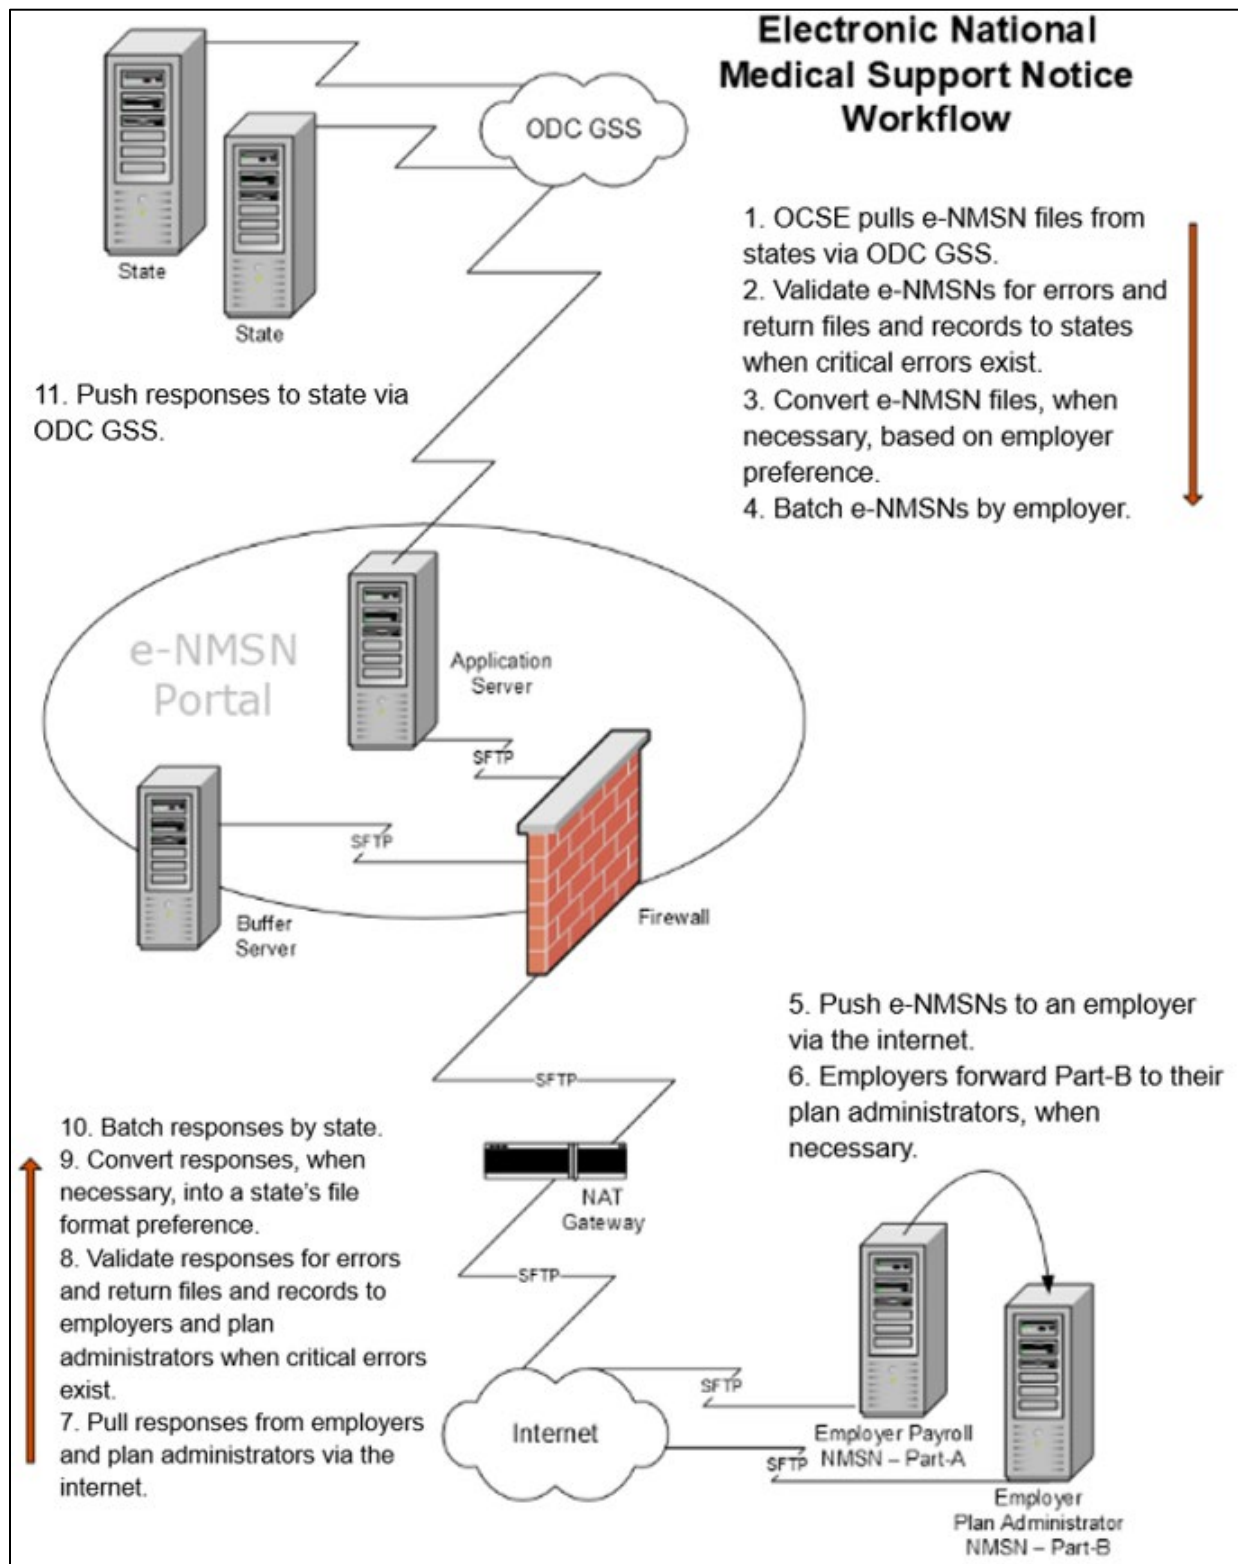 Electronic National
Medical Support Notice
Workflow
ODC GSS
State
State
1. OCSE pulls e-NMSN files from
states via ODC GSS.
2. Validate e-NMSNs for errors and
return files and records to states
when critical errors exist.
3. Convert e-NMSN files, when
necessary, based on employer
preference.
4. Batch e-NMSNs by employer.
11. Push responses to state via
ODC GSS.
e-NMSN
Portal
Application
Server
SFTP
SFTP
Buffer
Server
Firewall
5. Push e-NMSNs to an employer
via the internet.
6. Employers forward Part-B to their
plan administrators, when
necessary.
SFTP
NAT
Gateway
SFTP
10. Batch responses by state.
9. Convert responses, when
necessary, into a state’s file
format preference.
8. Validate responses for errors
and return files and records to
employers and plan
administrators when critical errors
exist.
7. Pull responses from employers
and plan administrators via the
internet.
Internet
SFTP
SFTP
Employer Payroll
NMSN – Part-A
Employer
Plan Administrator
NMSN – Part-B